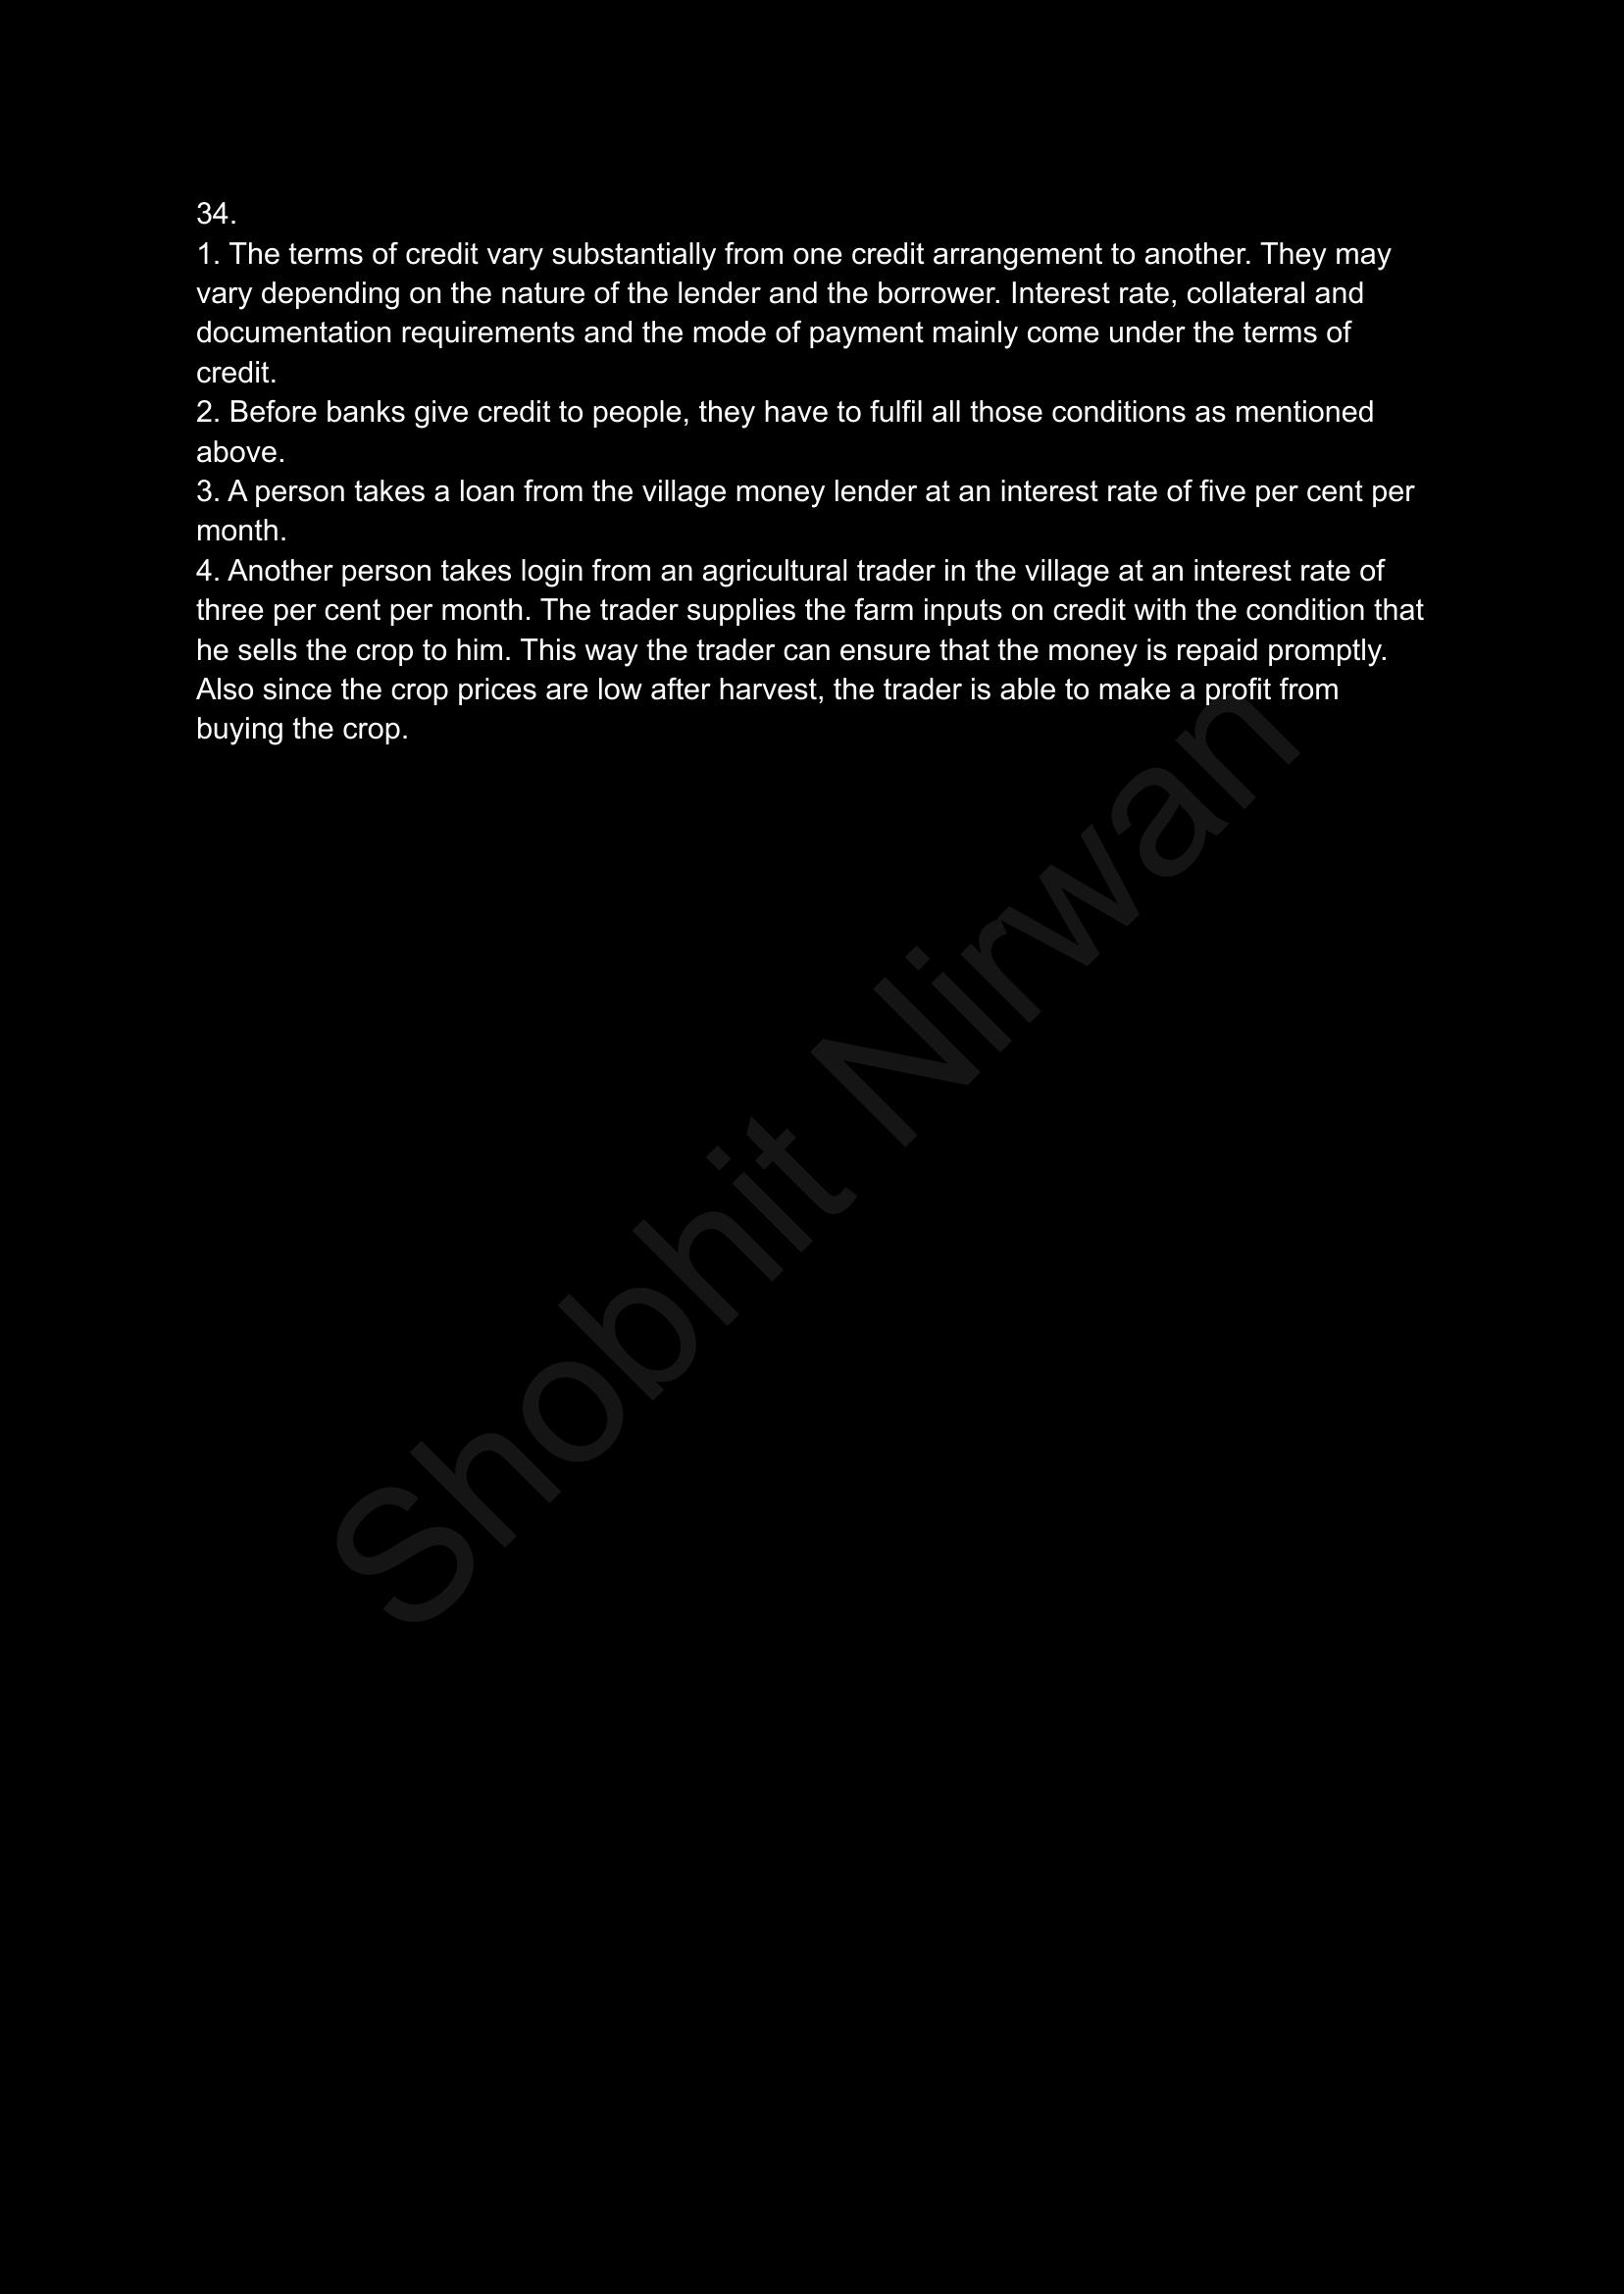 34.
1. The terms of credit vary substantially from one credit arrangement to another. They may
vary depending on the nature of the lender and the borrower. Interest rate, collateral and
documentation requirements and the mode of payment mainly come under the terms of
credit.
2. Before banks give credit to people, they have to fulfil all those conditions as mentioned
above.
3. A person takes a loan from the village money lender at an interest rate of five per cent per
month.
4. Another person takes login from an agricultural trader in the village at an interest rate of
three per cent per month. The trader supplies the farm inputs on credit with the condition that
he sells the crop to him. This way the trader can ensure that the money is repaid promptly.
Also since the crop prices are low after harvest, the trader is able to make a profit from
buying the crop.
Shobhit Nirwan